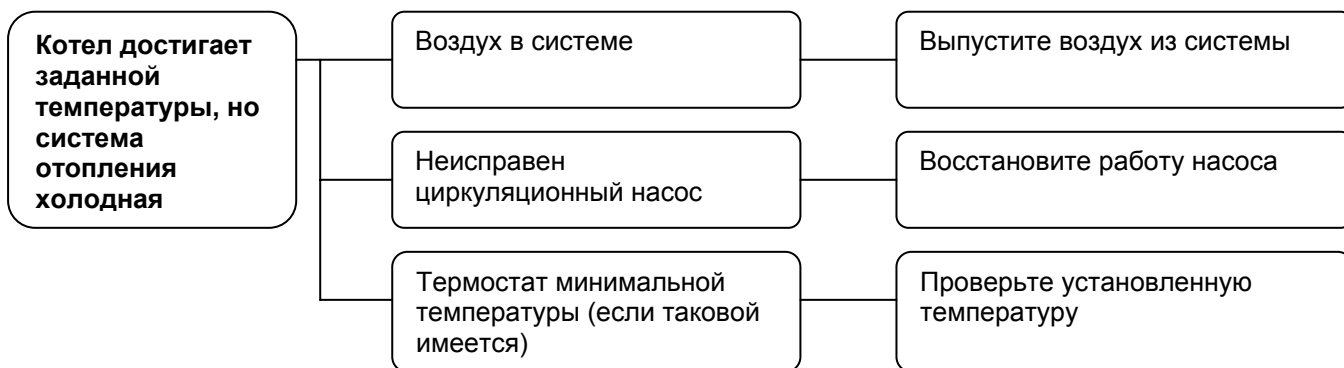 Котел достигает
заданной
температуры, но
система
отопления
холодная
Воздух в системе
Выпустите воздух из системы
Неисправен
циркуляционный насос
Восстановите работу насоса
Термостат минимальной
температуры (если таковой
имеется)
Проверьте установленную
температуру